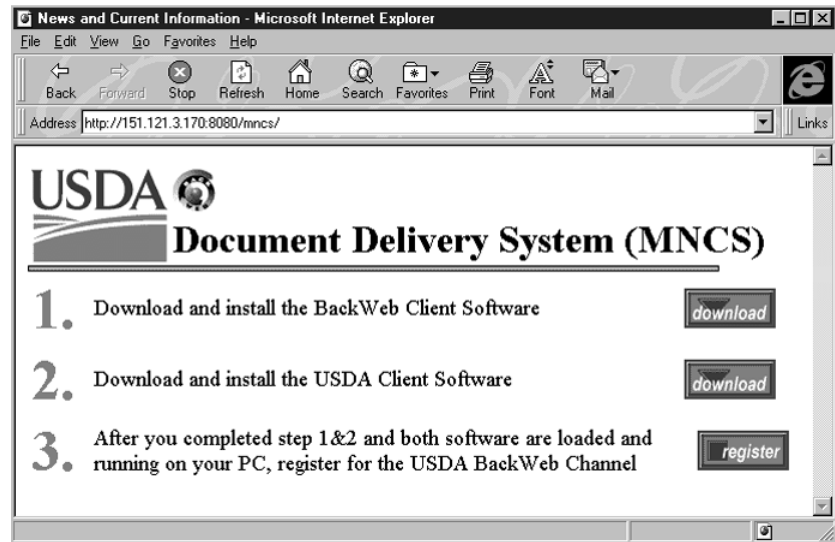 News and Current Information - Microsoft Internet Explorer
File Edit View Go Favorites Help
Back Forward Stop Refresh Home Search Favorites Print Font Mail
Address http://151.121.3.170:8080/mncs/ Links
USDA
Document Delivery System (MNCS)
1. Download and install the BackWeb Client Software download
2. Download and install the USDA Client Software download
3. After you completed step 1&2 and both software are loaded and
running on your PC, register for the USDA BackWeb Channel register